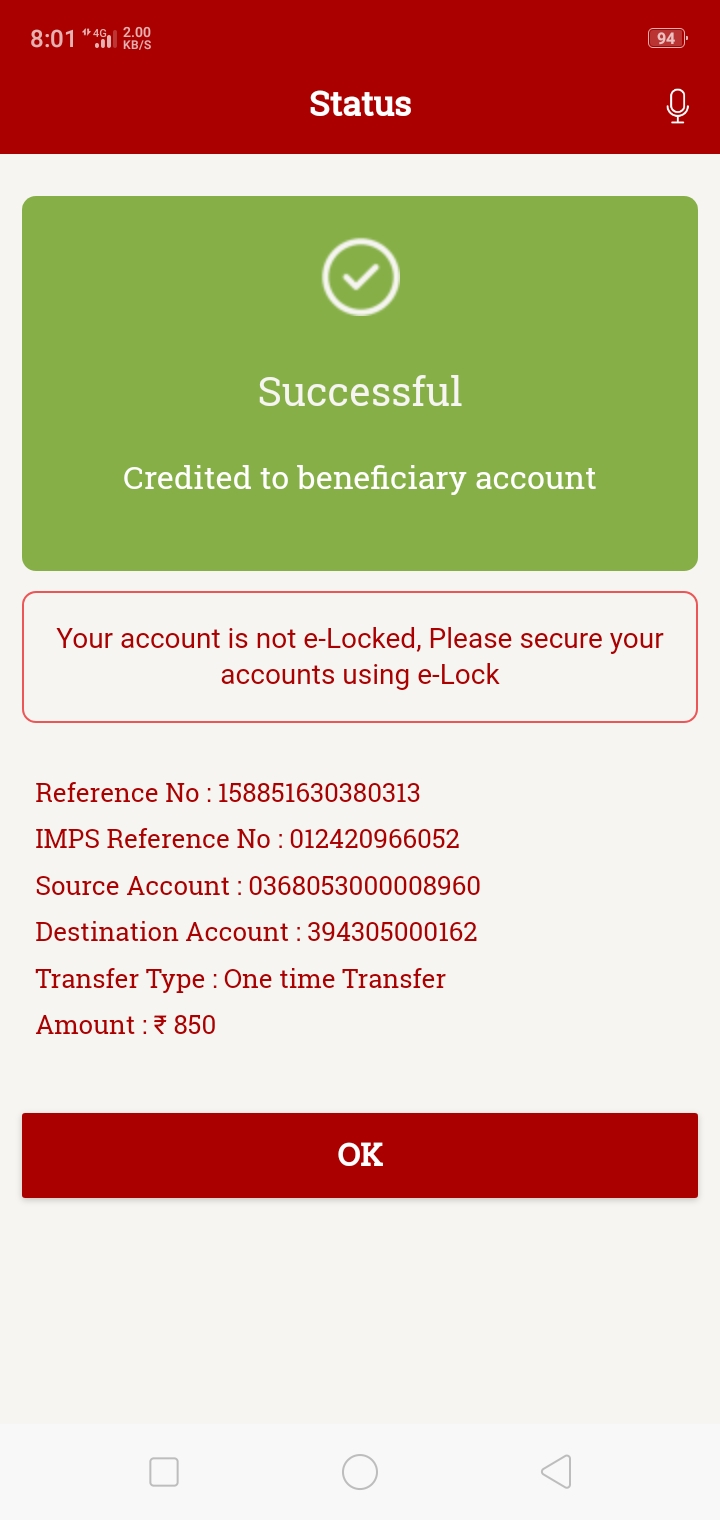 8:01 4G 2.00 KB/S 94
Status
Successful
Credited to beneficiary account
Your account is not e-Locked, Please secure your
accounts using e-Lock
Reference No : 158851630380313
IMPS Reference No : 012420966052
Source Account : 0368053000008960
Destination Account : 394305000162
Transfer Type : One time Transfer
Amount : ₹ 850
OK